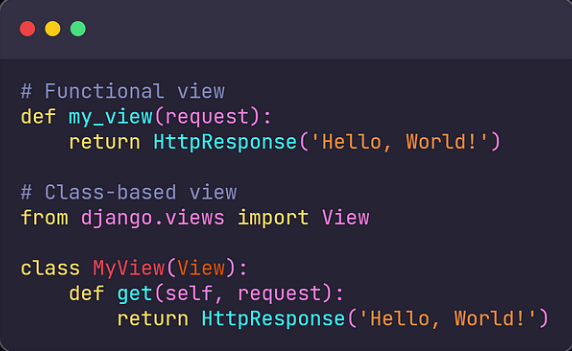 # Functional view
def my_view(request):
    return HttpResponse('Hello, World!')
# Class-based view
from django.views import View
class MyView(View):
    def get(self, request):
        return HttpResponse('Hello, World!')